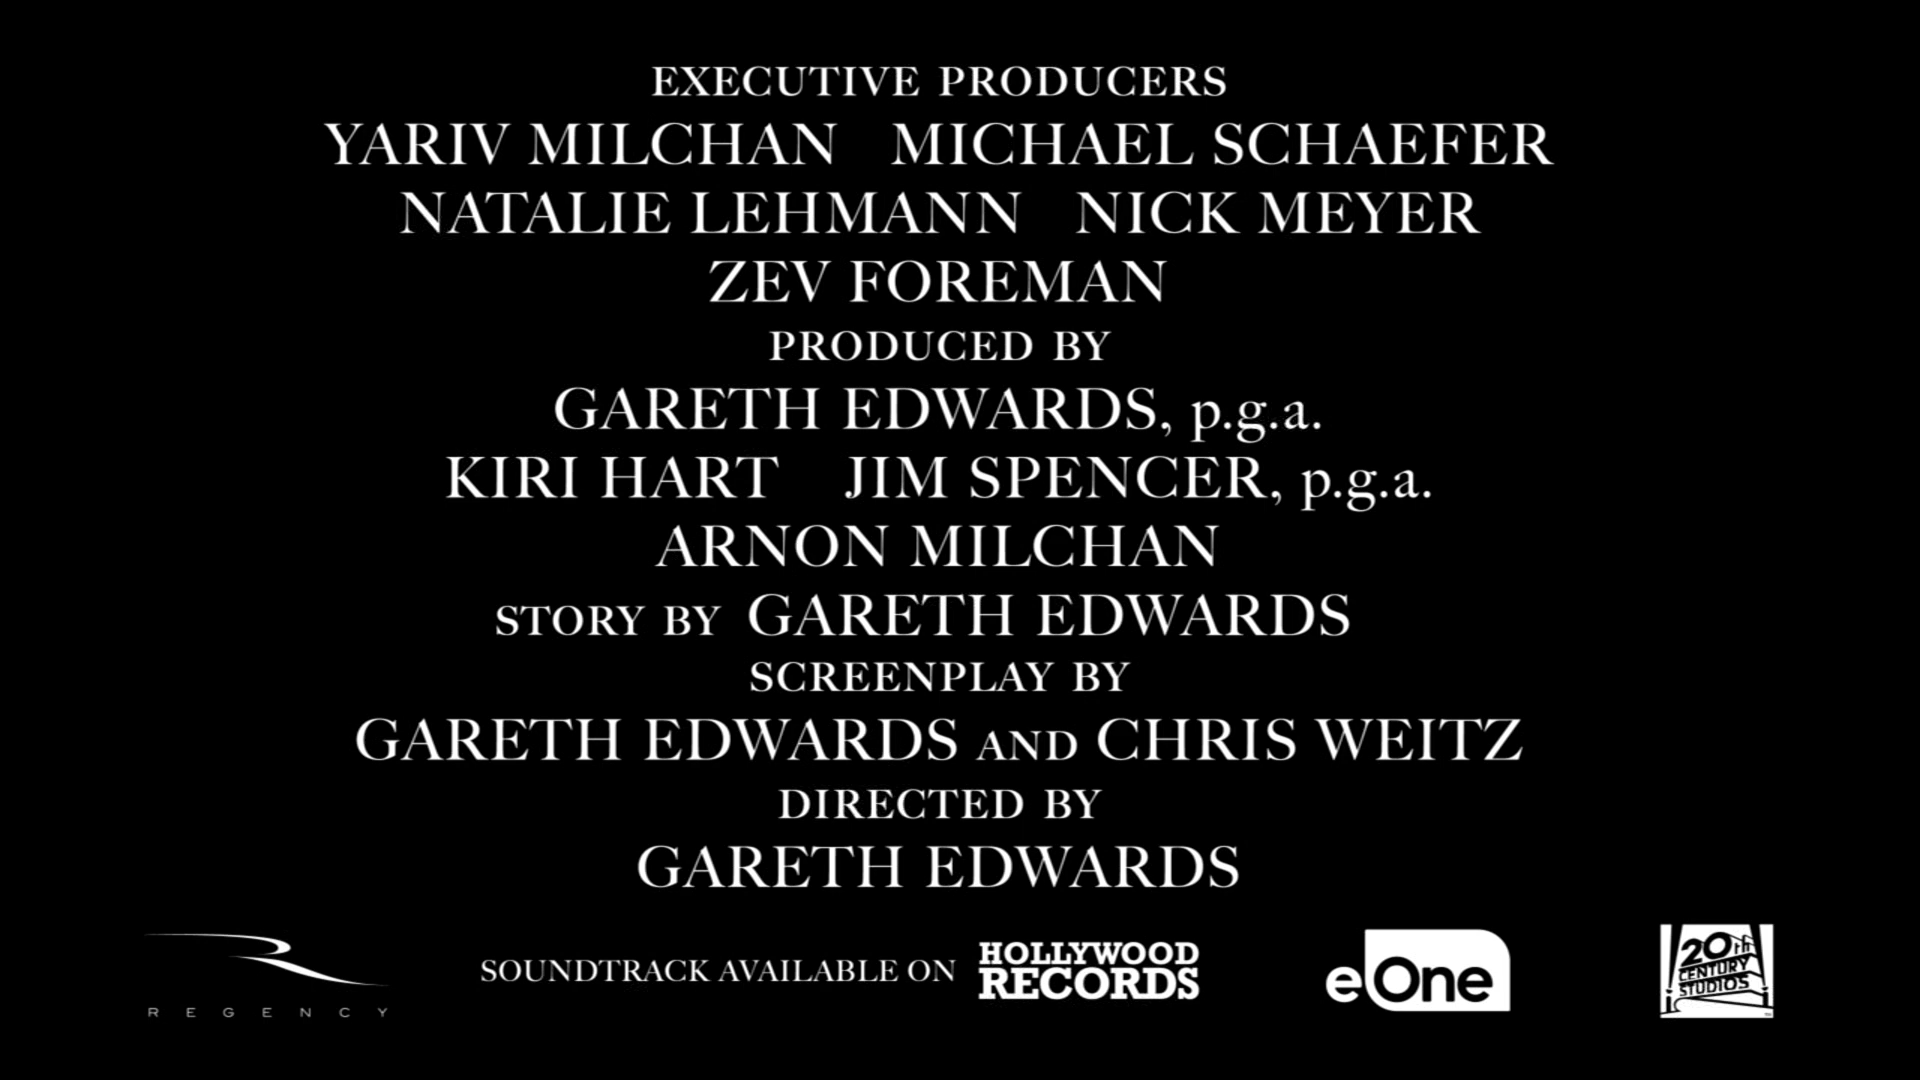 EXECUTIVE PRODUCERS
YARIV MILCHAN MICHAEL SCHAEFER
NATALIE LEHMANN NICK MEYER
ZEV FOREMAN
PRODUCED BY
GARETH EDWARDS, p.g.a.
KIRI HART JIM SPENCER, p.g.a.
ARNON MILCHAN
STORY BY GARETH EDWARDS
SCREENPLAY BY
GARETH EDWARDS AND CHRIS WEITZ
DIRECTED BY
GARETH EDWARDS
REGENCY
SOUNDTRACK AVAILABLE ON
HOLLYWOOD
RECORDS
eOne
20th
CENTURY
STUDIOS